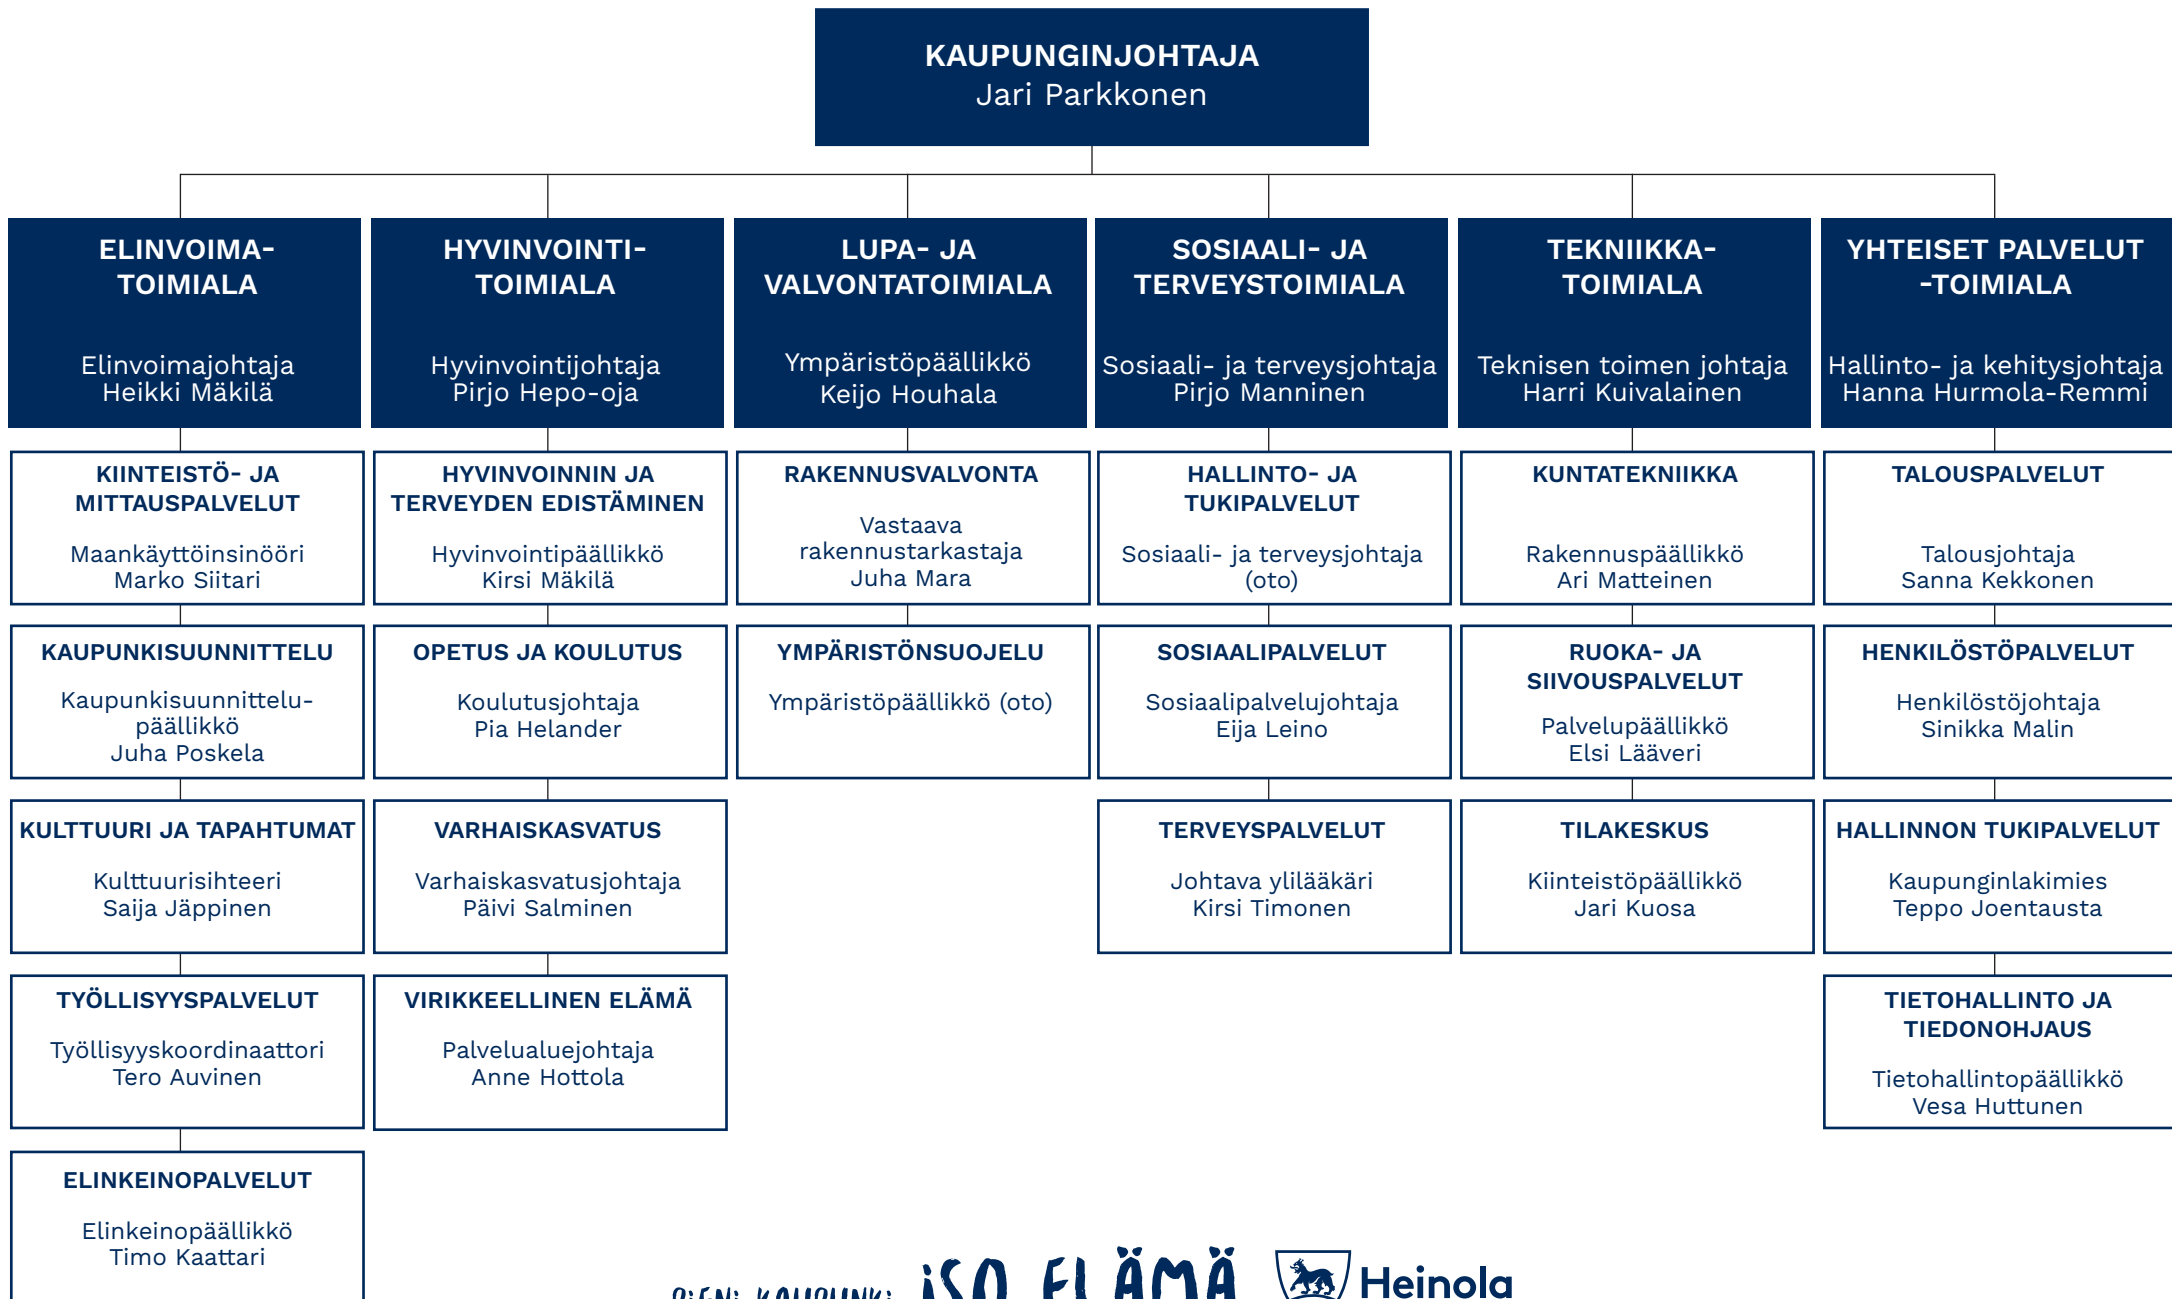 KAUPUNGINJOHTAJA
Jari Parkkonen
ELINVOIMA-
TOIMIALA
Elinvoimajohtaja
Heikki Mäkilä
HYVINVOINTI-
TOIMIALA
Hyvinvointijohtaja
Pirjo Hepo-oja
LUPA- JA
VALVONTATOIMIALA
Ympäristöpäällikkö
Keijo Houhala
SOSIAALI- JA
TERVEYSTOIMIALA
Sosiaali- ja terveysjohtaja
Pirjo Manninen
TEKNIIKKA-
TOIMIALA
Teknisen toimen johtaja
Harri Kuivalainen
YHTEISET PALVELUT
-TOIMIALA
Hallinto- ja kehitysjohtaja
Hanna Hurmola-Remmi
KIINTEISTÖ- JA
MITTAUSPALVELUT
Maankäyttöinsinööri
Marko Siitari
HYVINVOINNIN JA
TERVEYDEN EDISTÄMINEN
Hyvinvointipäällikkö
Kirsi Mäkilä
RAKENNUSVALVONTA
Vastaava
rakennustarkastaja
Juha Mara
HALLINTO- JA
TUKIPALVELUT
Sosiaali- ja terveysjohtaja
(oto)
KUNTATEKNIIKKA
Rakennuspäällikkö
Ari Matteinen
TALOUSPALVELUT
Talousjohtaja
Sanna Kekkonen
KAUPUNKISUUNNITTELU
Kaupunkisuunnittelu-
päällikkö
Juha Poskela
OPETUS JA KOULUTUS
Koulutusjohtaja
Pia Helander
YMPÄRISTÖNSUOJELU
Ympäristöpäällikkö (oto)
SOSIAALIPALVELUT
Sosiaalipalvelujohtaja
Eija Leino
RUOKA- JA
SIIVOUSPALVELUT
Palvelupäällikkö
Elsi Lääveri
HENKILÖSTÖPALVELUT
Henkilöstöjohtaja
Sinikka Malin
KULTTUURI JA TAPAHTUMAT
Kulttuurisihteeri
Saija Jäppinen
VARHAISKASVATUS
Varhaiskasvatusjohtaja
Päivi Salminen
TERVEYSPALVELUT
Johtava ylilääkäri
Kirsi Timonen
TILAKESKUS
Kiinteistöpäällikkö
Jari Kuosa
HALLINNON TUKIPALVELUT
Kaupunginlakimies
Teppo Joentausta
TYÖLLISYYSPALVELUT
Työllisyyskoordinaattori
Tero Auvinen
VIRIKKEELLINEN ELÄMÄ
Palvelualuejohtaja
Anne Hottola
TIETOHALLINTO JA
TIEDONOHJAUS
Tietohallintopäällikkö
Vesa Huttunen
ELINKEINOPALVELUT
Elinkeinopäällikkö
Timo Kaattari
PiENi KAUPUNKi iSO ELÄMÄ Heinola